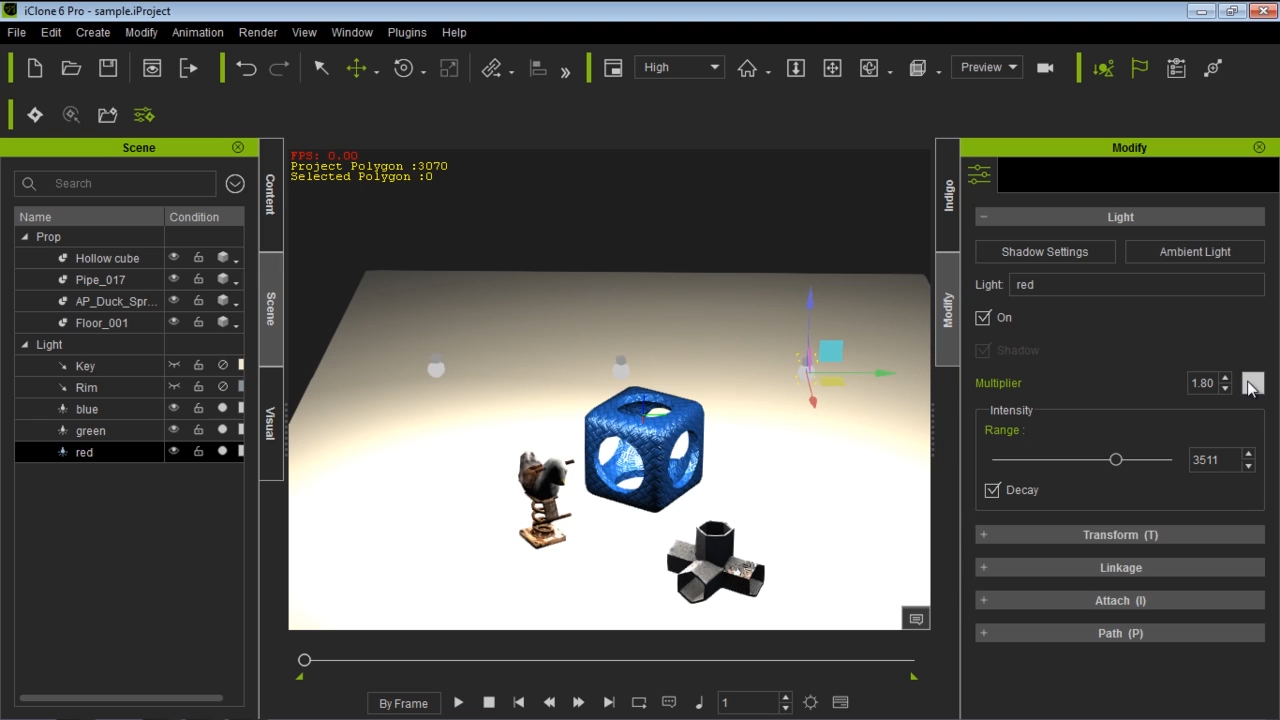 iClone 6 Pro - sample.iProject
File Edit Create Modify Animation Render View Window Plugins Help
High Preview
Scene
Search
Name Condition
Prop
Hollow cube
Pipe_017
AP_Duck_Spr...
Floor_001
Light
Key
Rim
blue
green
red
Content
Scene
Visual
FPS: 0.00
Project Polygon :3070
Selected Polygon :0
Indigo
Modify
Modify
Light
Shadow Settings Ambient Light
Light: red
On
Shadow
Multiplier 1.80
Intensity
Range :
3511
Decay
Transform (T)
Linkage
Attach (I)
Path (P)
By Frame 1